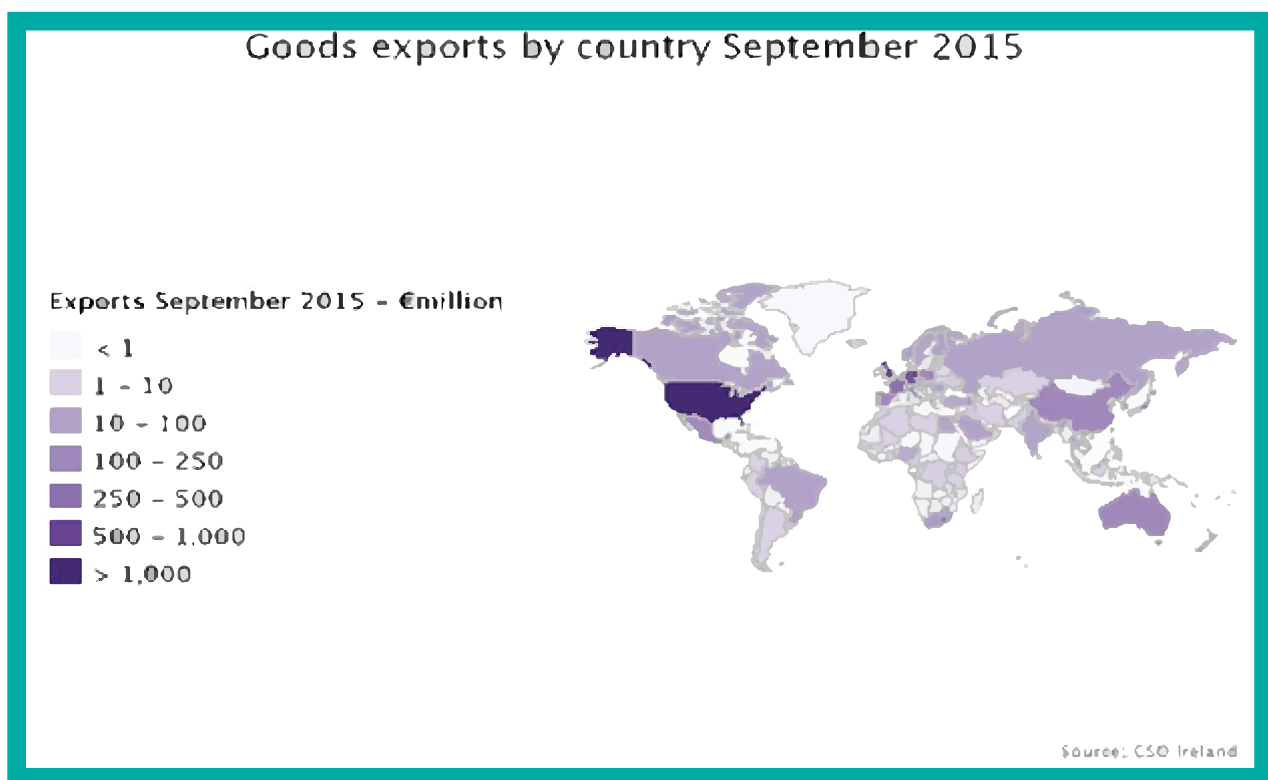 Goods exports by country September 2015
Exports September 2015 - €million
< 1
1 - 10
10 - 100
100 - 250
250 - 500
500 - 1,000
> 1,000
Source: CSO Ireland